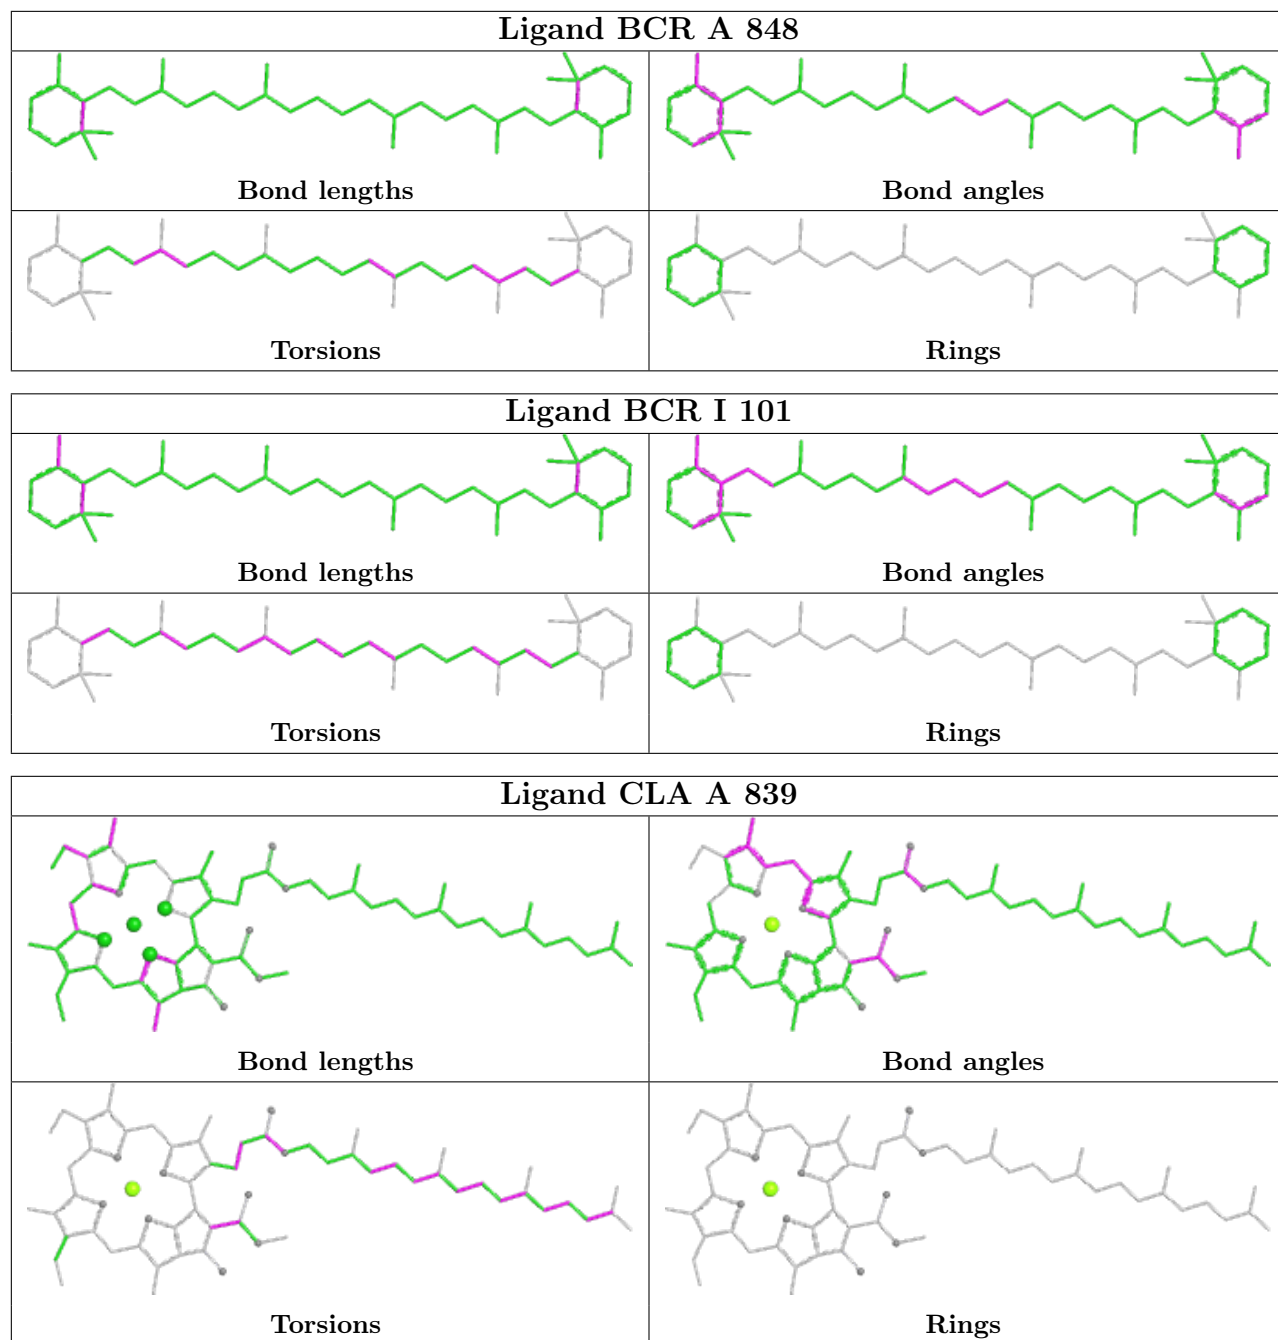 Ligand BCR A 848
Bond lengths
Bond angles
Torsions
Rings
Ligand BCR I 101
Bond lengths
Bond angles
Torsions
Rings
Ligand CLA A 839
Bond lengths
Bond angles
Torsions
Rings